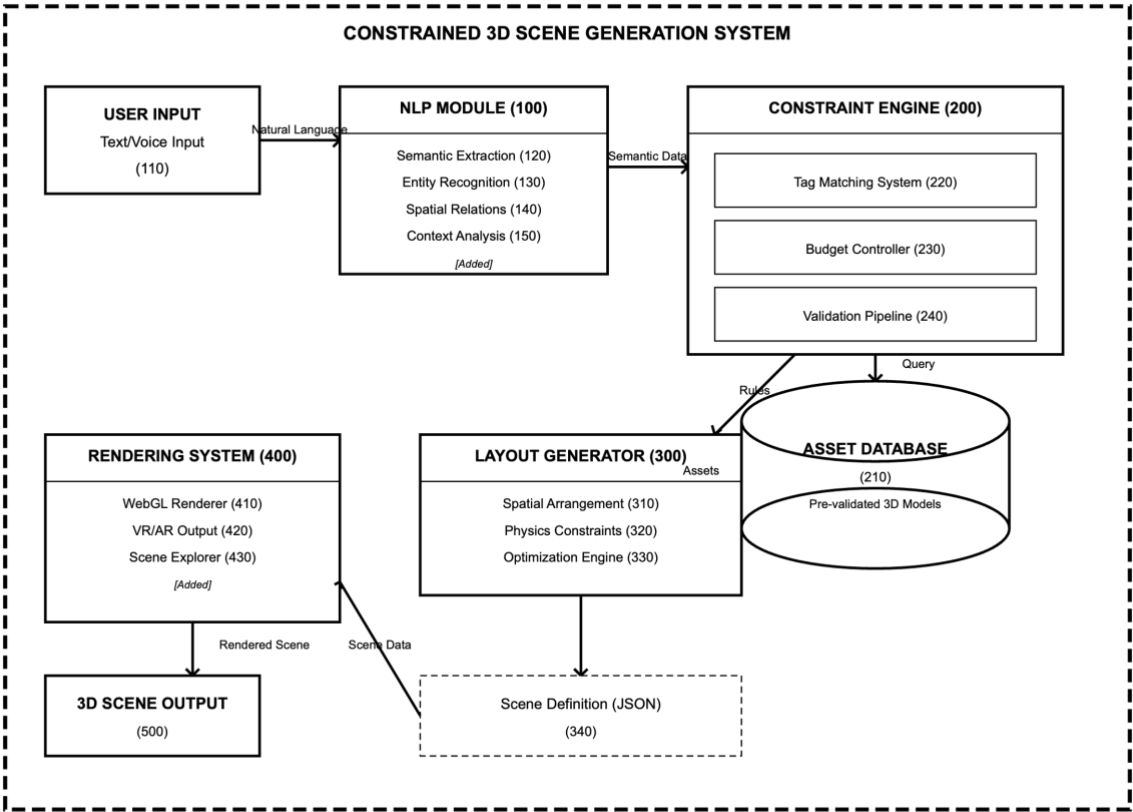 CONSTRAINED 3D SCENE GENERATION SYSTEM
USER INPUT
Text/Voice Input
(110)
Natural Language
NLP MODULE (100)
Semantic Extraction (120)
Entity Recognition (130)
Spatial Relations (140)
Context Analysis (150)
[Added]
Semantic Data
CONSTRAINT ENGINE (200)
Tag Matching System (220)
Budget Controller (230)
Validation Pipeline (240)
Query
Rules
RENDERING SYSTEM (400)
WebGL Renderer (410)
VR/AR Output (420)
Scene Explorer (430)
[Added]
LAYOUT GENERATOR (300)
Assets
Spatial Arrangement (310)
Physics Constraints (320)
Optimization Engine (330)
ASSET DATABASE
(210)
Pre-validated 3D Models
Rendered Scene
Scene Data
3D SCENE OUTPUT
(500)
Scene Definition (JSON)
(340)